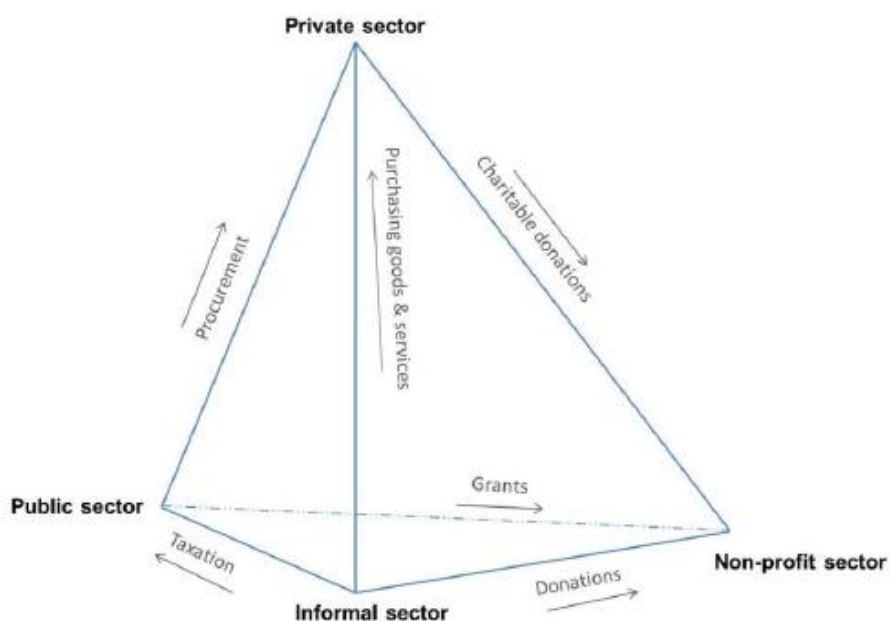 Private sector
Procurement
Purchasing goods & services
Charitable donations
Public sector
Grants
Non-profit sector
Taxation
Donations
Informal sector